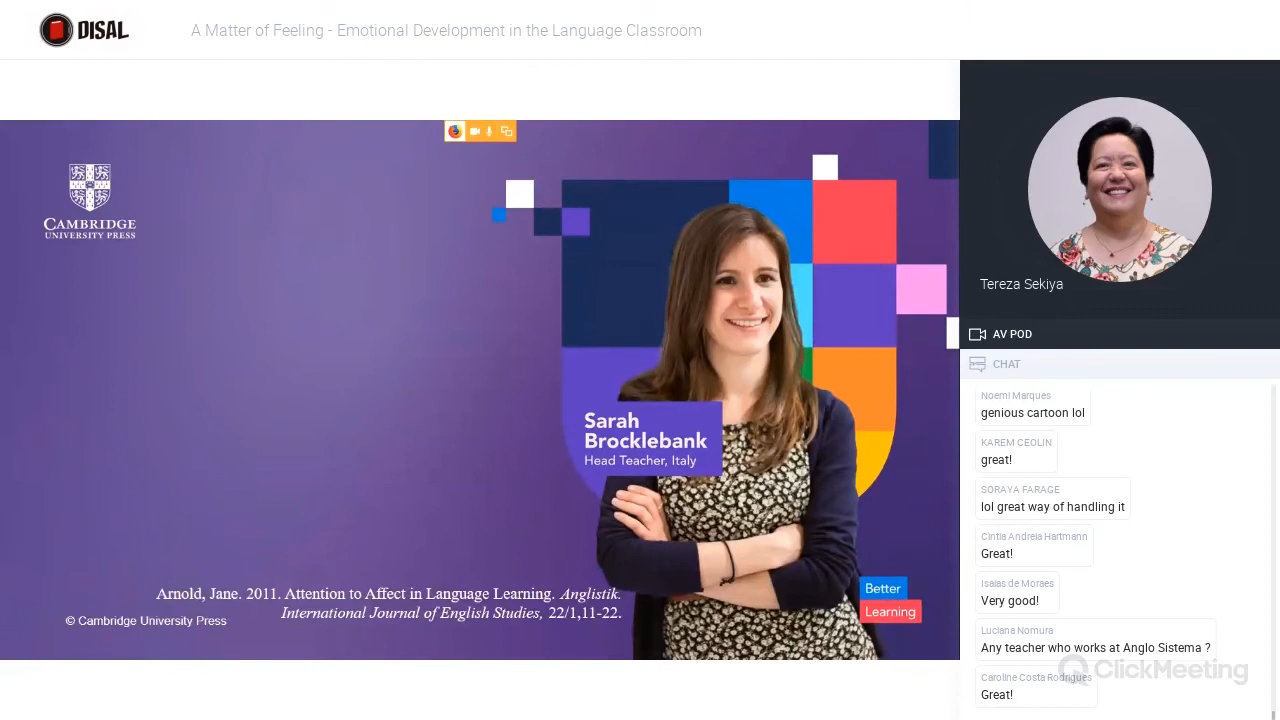 DISAL
A Matter of Feeling - Emotional Development in the Language Classroom
CAMBRIDGE
UNIVERSITY PRESS
Sarah
Brocklebank
Head Teacher, Italy
Arnold, Jane. 2011. Attention to Affect in Language Learning. Anglistik.
International Journal of English Studies, 22/1,11-22.
© Cambridge University Press
Better
Learning
Tereza Sekiya
AV POD
CHAT
Noemi Marques
genious cartoon lol
KAREM CEOLIN
great!
SORAYA FARAGE
lol great way of handling it
Cintia Andreia Hartmann
Great!
Isaias de Moraes
Very good!
Luciana Nomura
Any teacher who works at Anglo Sistema ?
Caroline Costa Rodrigues
Great!
ClickMeeting